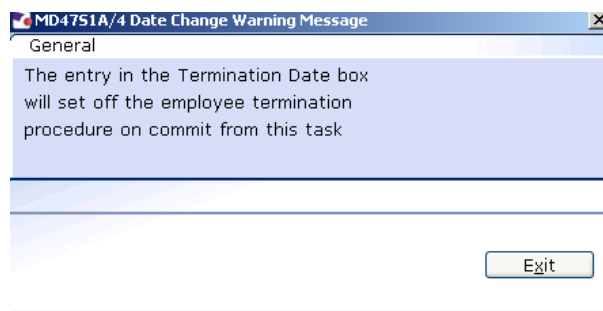 MD47S1A/4 Date Change Warning Message
General
The entry in the Termination Date box
will set off the employee termination
procedure on commit from this task
Exit